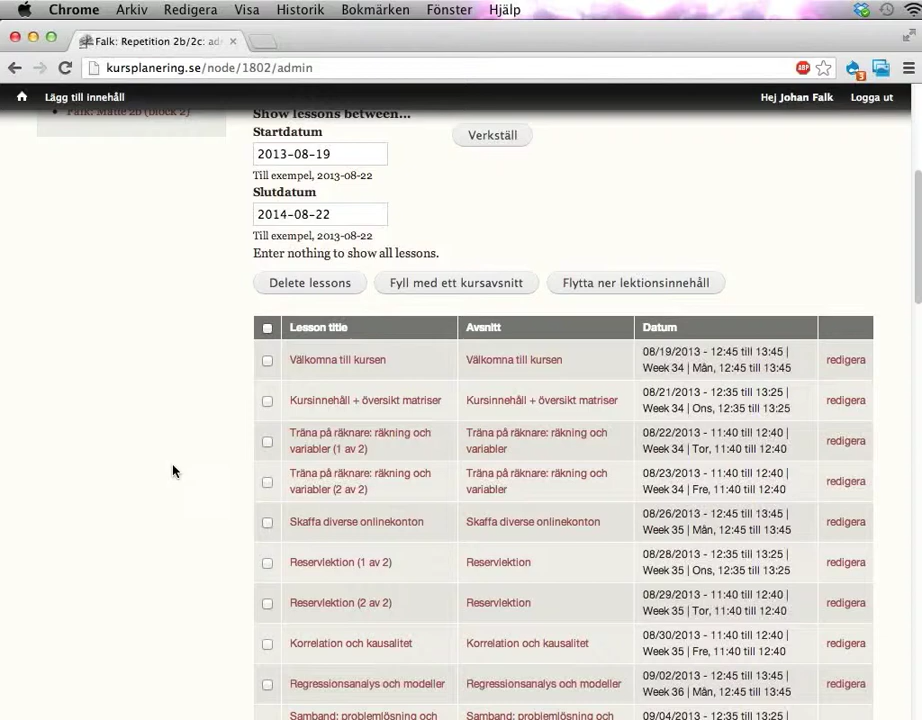 Chrome Arkiv Redigera Visa Historik Bokmärken Fönster Hjälp
Falk: Repetition 2b/2c: ad
kursplanering.se/node/1802/admin
ABP
3
Lägg till innehåll Hej Johan Falk Logga ut
Falk: Matte 2b (block 2)
Show lessons between...
Startdatum
Verkställ
2013-08-19
Till exempel, 2013-08-22
Slutdatum
2014-08-22
Till exempel, 2013-08-22
Enter nothing to show all lessons.
Delete lessons Fyll med ett kursavsnitt Flytta ner lektionsinnehåll
Lesson title Avsnitt Datum
Välkomna till kursen Välkomna till kursen 08/19/2013 - 12:45 till 13:45 | redigera
Week 34 | Mån, 12:45 till 13:45
Kursinnehåll + översikt matriser Kursinnehåll + översikt matriser 08/21/2013 - 12:35 till 13:25 | redigera
Week 34 | Ons, 12:35 till 13:25
Träna på räknare: räkning och Träna på räknare: räkning och 08/22/2013 - 11:40 till 12:40 | redigera
variabler (1 av 2) variabler Week 34 | Tor, 11:40 till 12:40
Träna på räknare: räkning och Träna på räknare: räkning och 08/23/2013 - 11:40 till 12:40 | redigera
variabler (2 av 2) variabler Week 34 | Fre, 11:40 till 12:40
Skaffa diverse onlinekonton Skaffa diverse onlinekonton 08/26/2013 - 12:45 till 13:45 | redigera
Week 35 | Mån, 12:45 till 13:45
Reservlektion (1 av 2) Reservlektion 08/28/2013 - 12:35 till 13:25 | redigera
Week 35 | Ons, 12:35 till 13:25
Reservlektion (2 av 2) Reservlektion 08/29/2013 - 11:40 till 12:40 | redigera
Week 35 | Tor, 11:40 till 12:40
Korrelation och kausalitet Korrelation och kausalitet 08/30/2013 - 11:40 till 12:40 | redigera
Week 35 | Fre, 11:40 till 12:40
Regressionsanalys och modeller Regressionsanalys och modeller 09/02/2013 - 12:45 till 13:45 | redigera
Week 36 | Mån, 12:45 till 13:45
Samband: problemlösning och Samband: problemlösning och 09/04/2013 - 12:35 till 13:25 |